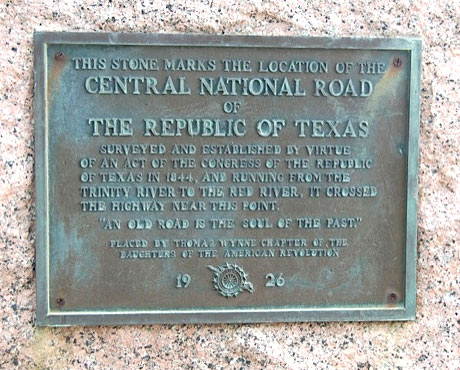 THIS STONE MARKS THE LOCATION OF THE
CENTRAL NATIONAL ROAD
OF
THE REPUBLIC OF TEXAS
SURVEYED AND ESTABLISHED BY VIRTUE
OF AN ACT OF THE CONGRESS OF THE REPUBLIC
OF TEXAS IN 1844, AND RUNNING FROM THE
TRINITY RIVER TO THE RED RIVER, IT CROSSED
THE HIGHWAY NEAR THIS POINT.
"AN OLD ROAD IS THE SOUL OF THE PAST."
PLACED BY THOMAS WYNNE CHAPTER OF THE
DAUGHTERS OF THE AMERICAN REVOLUTION
19 26